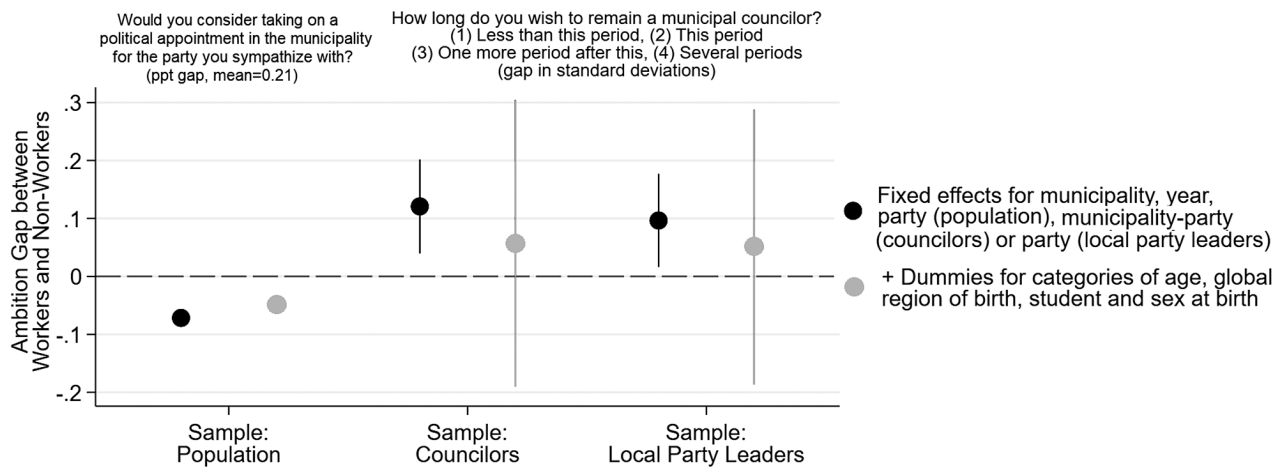 Would you consider taking on a
political appointment in the municipality
for the party you sympathize with?
(ppt gap, mean=0.21)
How long do you wish to remain a municipal councilor?
(1) Less than this period, (2) This period
(3) One more period after this, (4) Several periods
(gap in standard deviations)
Ambition Gap between
Workers and Non-Workers
.3
.2
.1
0
-.1
-.2
Sample:
Population
Sample:
Councilors
Sample:
Local Party Leaders
Fixed effects for municipality, year,
party (population), municipality-party
(councilors) or party (local party leaders)
+ Dummies for categories of age, global
region of birth, student and sex at birth